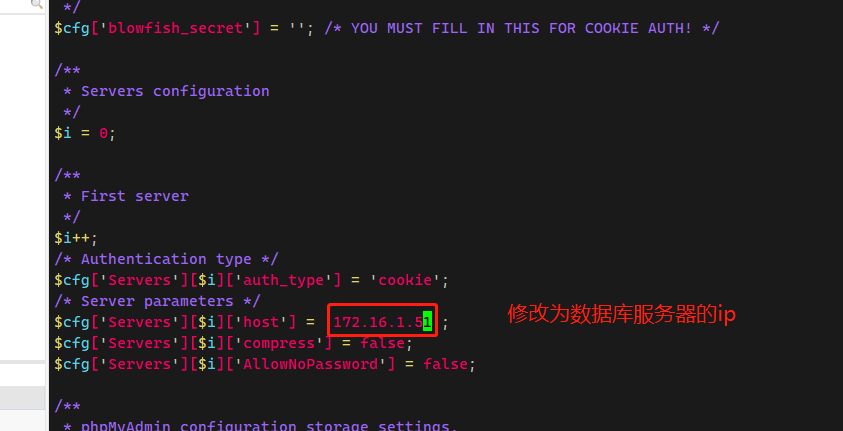 */
$cfg['blowfish_secret'] = ''; /* YOU MUST FILL IN THIS FOR COOKIE AUTH! */
/**
* Servers configuration
*/
$i = 0;
/**
* First server
*/
$i++;
/* Authentication type */
$cfg['Servers'][$i]['auth_type'] = 'cookie';
/* Server parameters */
$cfg['Servers'][$i]['host'] = 172.16.1.51 ; 修改为数据库服务器的ip
$cfg['Servers'][$i]['compress'] = false;
$cfg['Servers'][$i]['AllowNoPassword'] = false;
/**
* phpMyAdmin configuration storage settings.